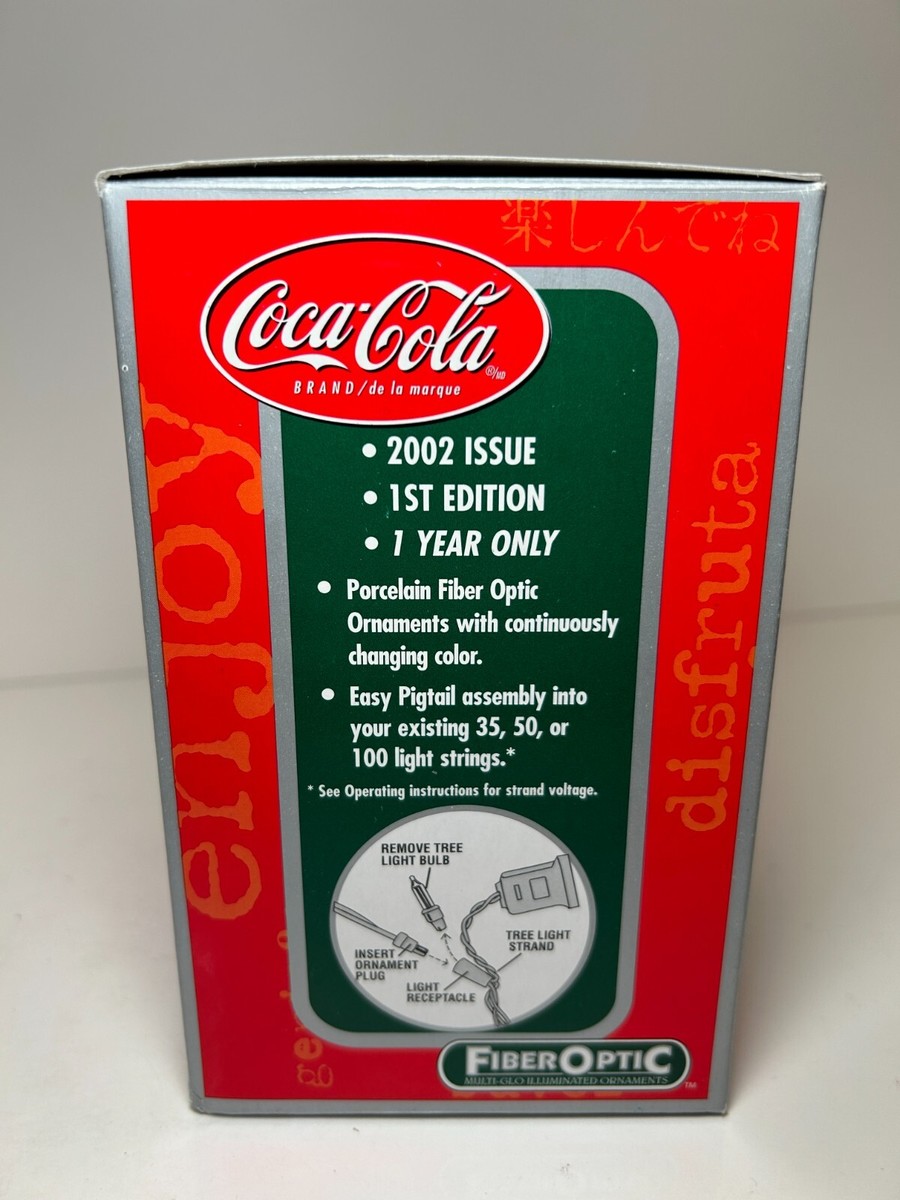 楽しんでね
Coca-Cola
®/MD
BRAND/de la marque
• 2002 ISSUE
• 1ST EDITION
• 1 YEAR ONLY
• Porcelain Fiber Optic
Ornaments with continuously
changing color.
• Easy Pigtail assembly into
your existing 35, 50, or
100 light strings.*
* See Operating instructions for strand voltage.
enjoy
disfruta
REMOVE TREE
LIGHT BULB
TREE LIGHT
STRAND
INSERT
ORNAMENT
PLUG
LIGHT
RECEPTACLE
FIBEROPTIC
MULTI-GLO ILLUMINATED ORNAMENTS
TM